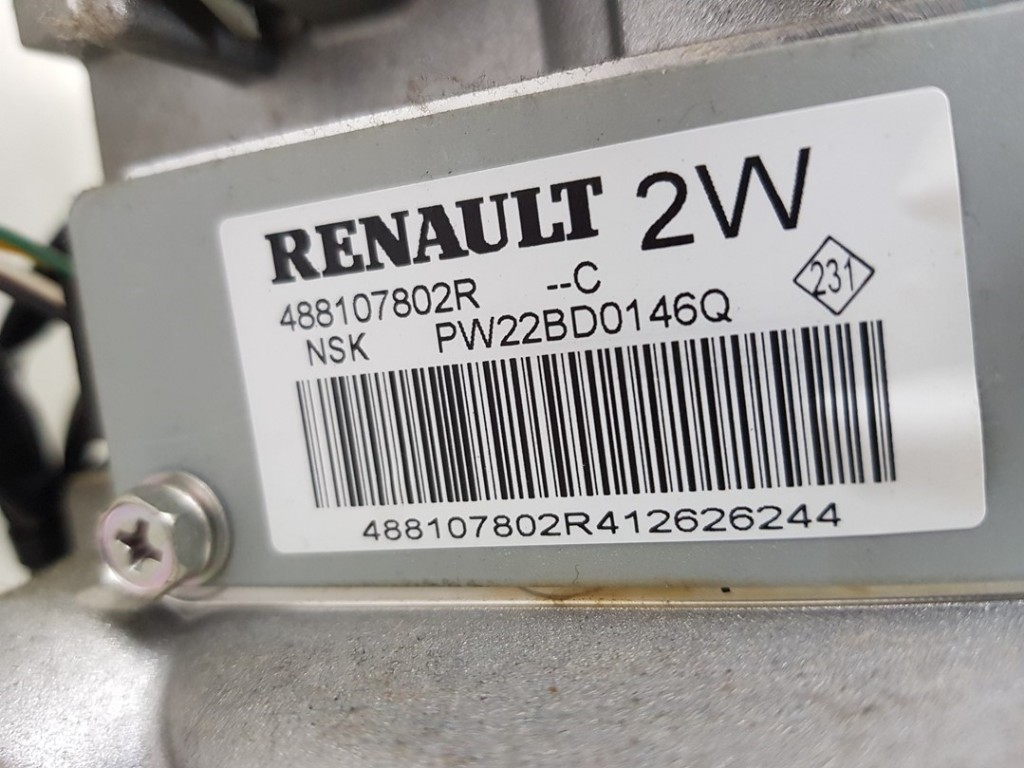 RENAULT 2W
488107802R --C
231
NSK PW22BD0146Q
488107802R412626244